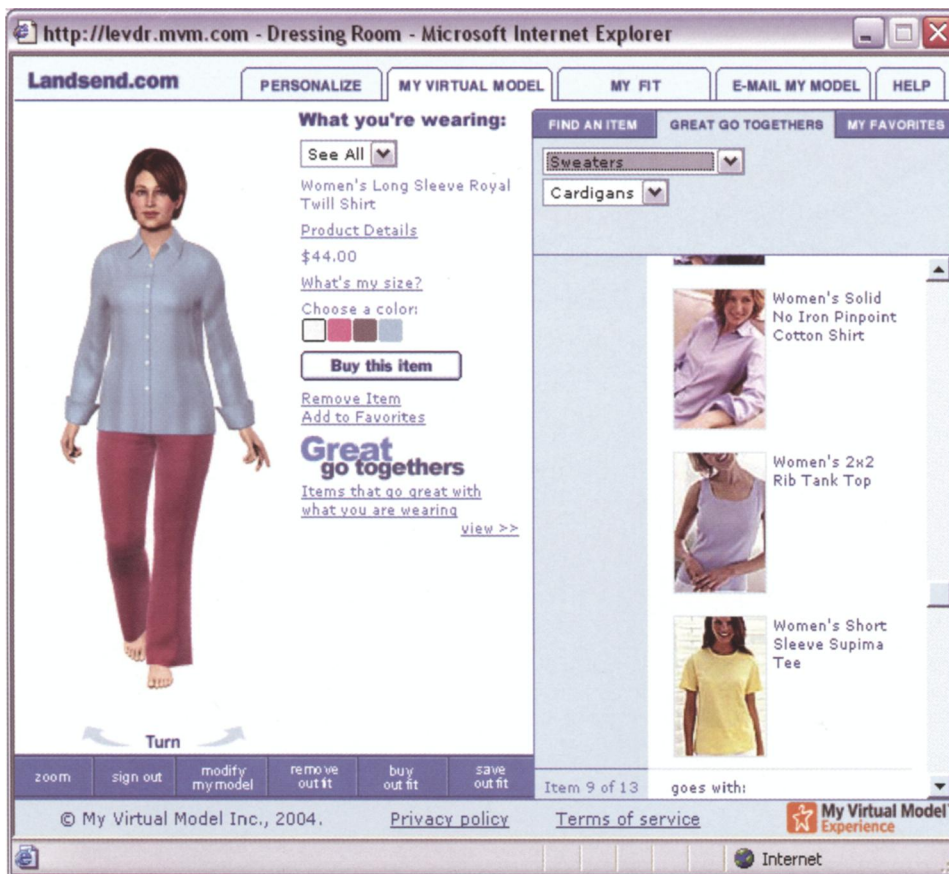 http://levdr.mvm.com - Dressing Room - Microsoft Internet Explorer
Landsend.com
PERSONALIZE
MY VIRTUAL MODEL
MY FIT
E-MAIL MY MODEL
HELP
What you're wearing:
See All
Women's Long Sleeve Royal
Twill Shirt
Product Details
$44.00
What's my size?
Choose a color:
Buy this item
Remove Item
Add to Favorites
Great
go togethers
Items that go great with
what you are wearing
view >>
Turn
zoom
sign out
modify
my model
remove
outfit
buy
outfit
save
outfit
FIND AN ITEM
GREAT GO TOGETHERS
MY FAVORITES
Sweaters
Cardigans
Women's Solid
No Iron Pinpoint
Cotton Shirt
Women's 2x2
Rib Tank Top
Women's Short
Sleeve Supima
Tee
Item 9 of 13
goes with:
© My Virtual Model Inc., 2004.
Privacy policy
Terms of service
My Virtual Model
Experience
Internet